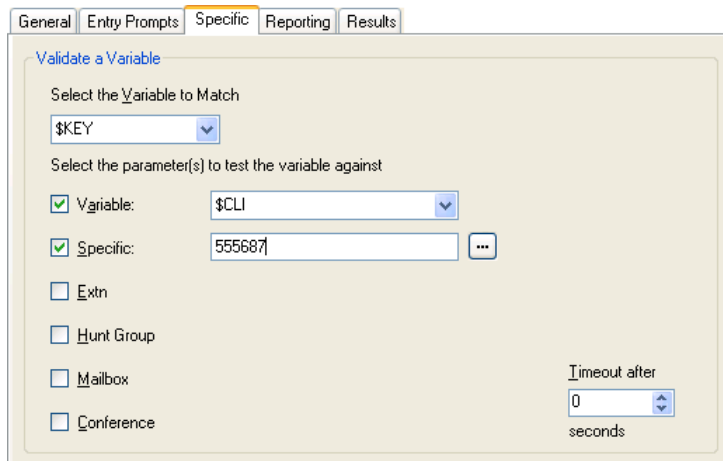 General Entry Prompts Specific Reporting Results
Validate a Variable
Select the Variable to Match
$KEY
Select the parameter(s) to test the variable against
Variable: $CLI
Specific: 555687 ...
Extn
Hunt Group
Mailbox
Timeout after
0
Conference
seconds